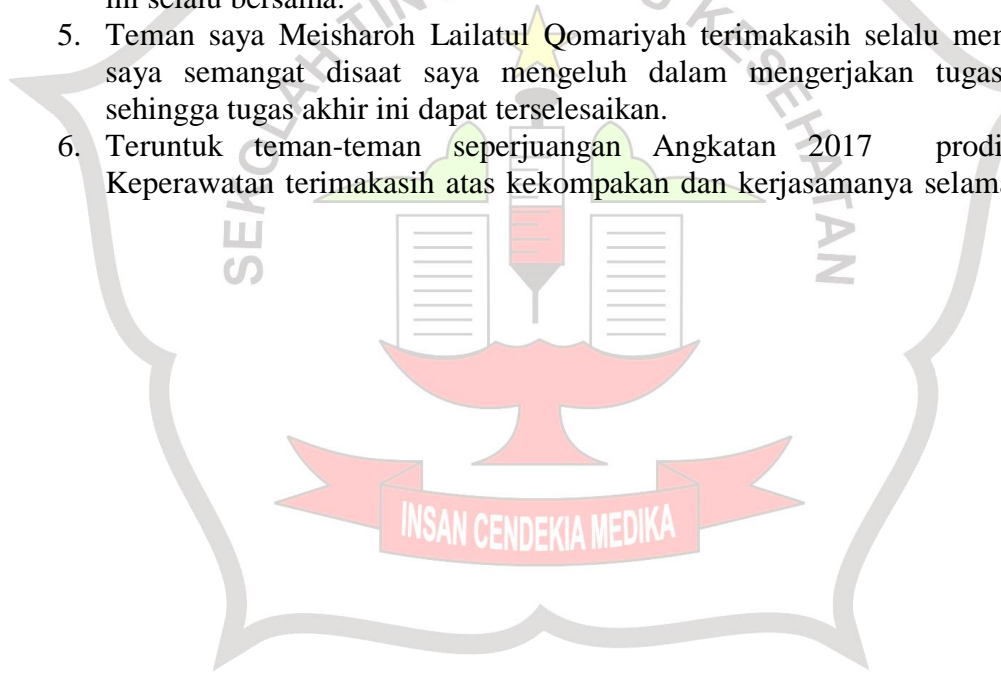 ini selalu bersama.
5. Teman saya Meisharoh Lailatul Qomariyah terimakasih selalu
saya semangat disaat saya mengeluh dalam mengerjakan tugas
sehingga tugas akhir ini dapat terselesaikan.
6. Teruntuk teman-teman seperjuangan Angkatan 2017 prodi
Keperawatan terimakasih atas kekompakan dan kerjasamanya
SEKOLAH
KESEHATAN
INSAN CENDEKIA MEDIKA